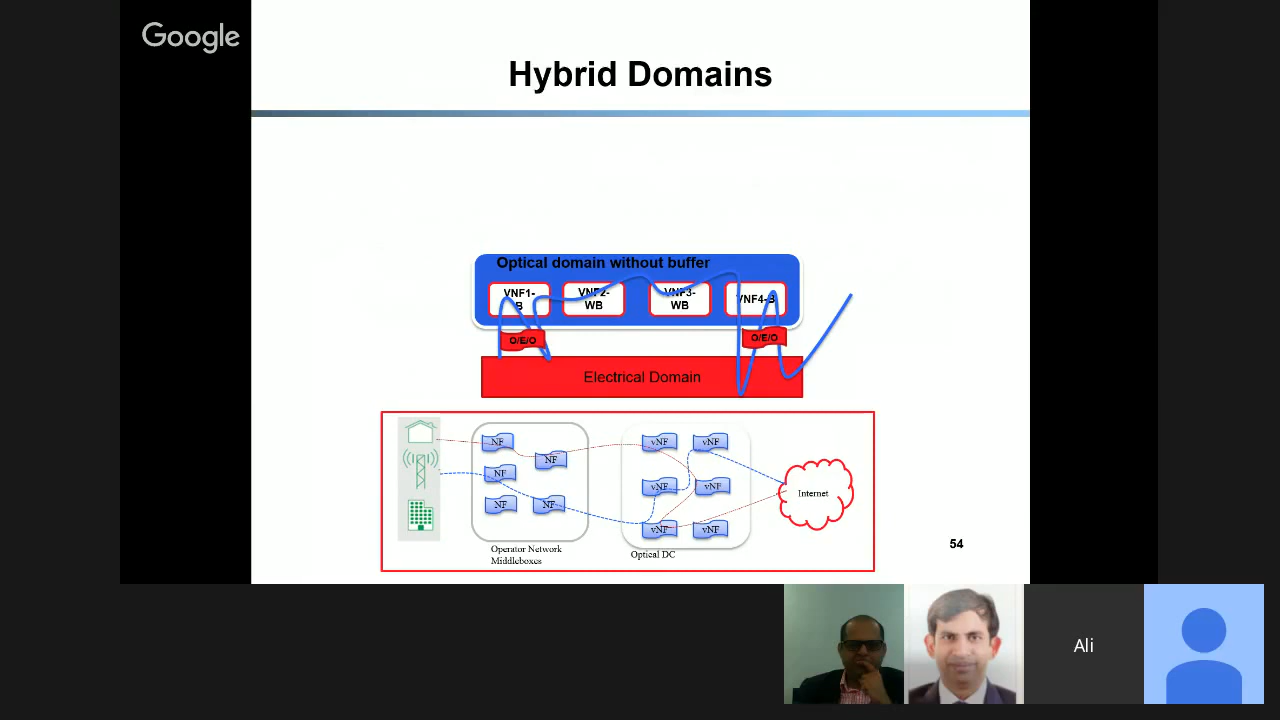 Google
Hybrid Domains
Optical domain without buffer
VNF1-
B
VNF2-
WB
VNF3-
WB
VNF4-B
O/E/O
O/E/O
Electrical Domain
NF
NF
NF
NF
NF
vNF
vNF
vNF
vNF
vNF
vNF
Internet
Operator Network
Middleboxes
Optical DC
54
Ali